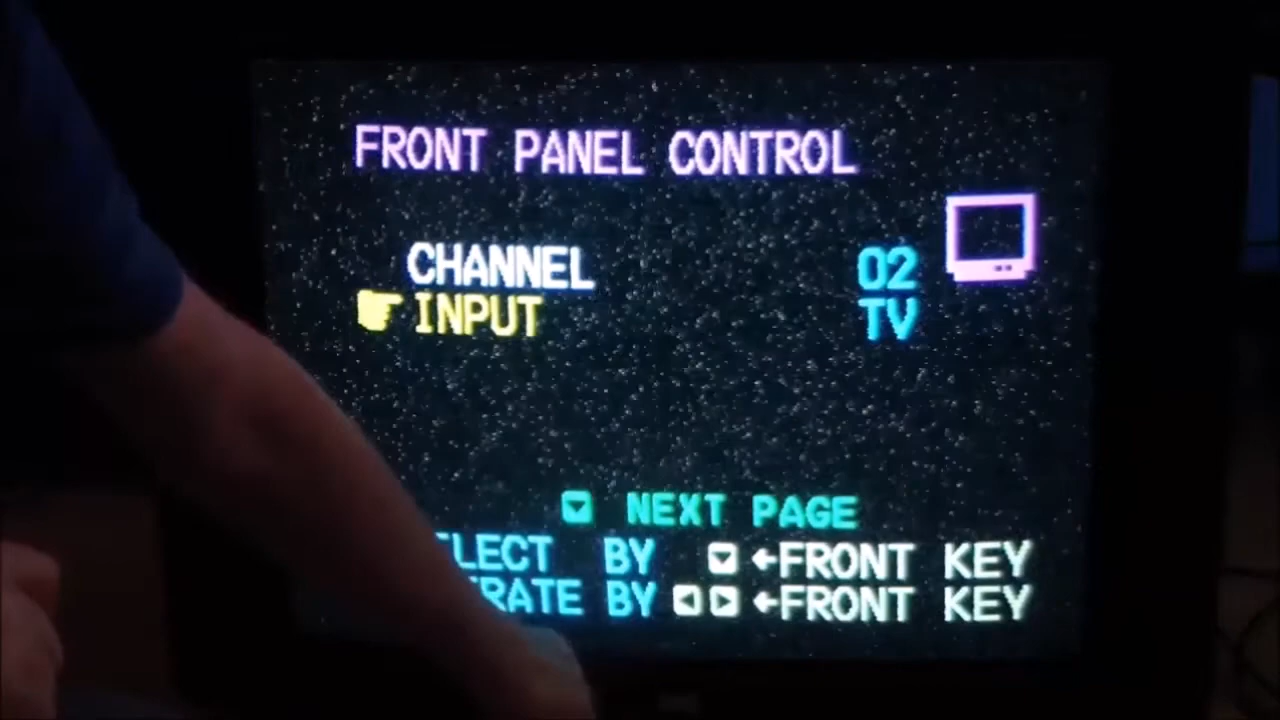 FRONT PANEL CONTROL
CHANNEL 02
INPUT TV
NEXT PAGE
BY ←FRONT KEY
BY ←FRONT KEY